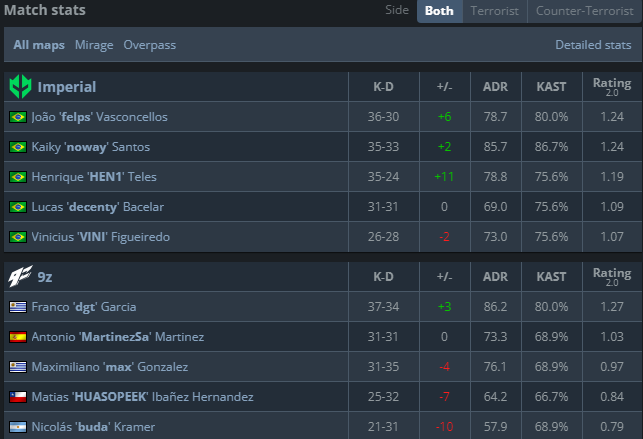 Match stats Side Both Terrorist Counter-Terrorist
All maps Mirage Overpass Detailed stats
Imperial K-D +/- ADR KAST Rating 2.0
João 'felps' Vasconcellos 36-30 +6 78.7 80.0% 1.24
Kaiky 'noway' Santos 35-33 +2 85.7 86.7% 1.24
Henrique 'HEN1' Teles 35-24 +11 78.8 75.6% 1.19
Lucas 'decenty' Bacelar 31-31 0 69.0 75.6% 1.09
Vinicius 'VINI' Figueiredo 26-28 -2 73.0 75.6% 1.07
9z K-D +/- ADR KAST Rating 2.0
Franco 'dgt' Garcia 37-34 +3 86.2 80.0% 1.27
Antonio 'MartinezSa' Martinez 31-31 0 73.3 68.9% 1.03
Maximiliano 'max' Gonzalez 31-35 -4 76.1 68.9% 0.97
Matias 'HUASOPEEK' Ibañez Hernandez 25-32 -7 64.2 66.7% 0.84
Nicolás 'buda' Kramer 21-31 -10 57.9 68.9% 0.79